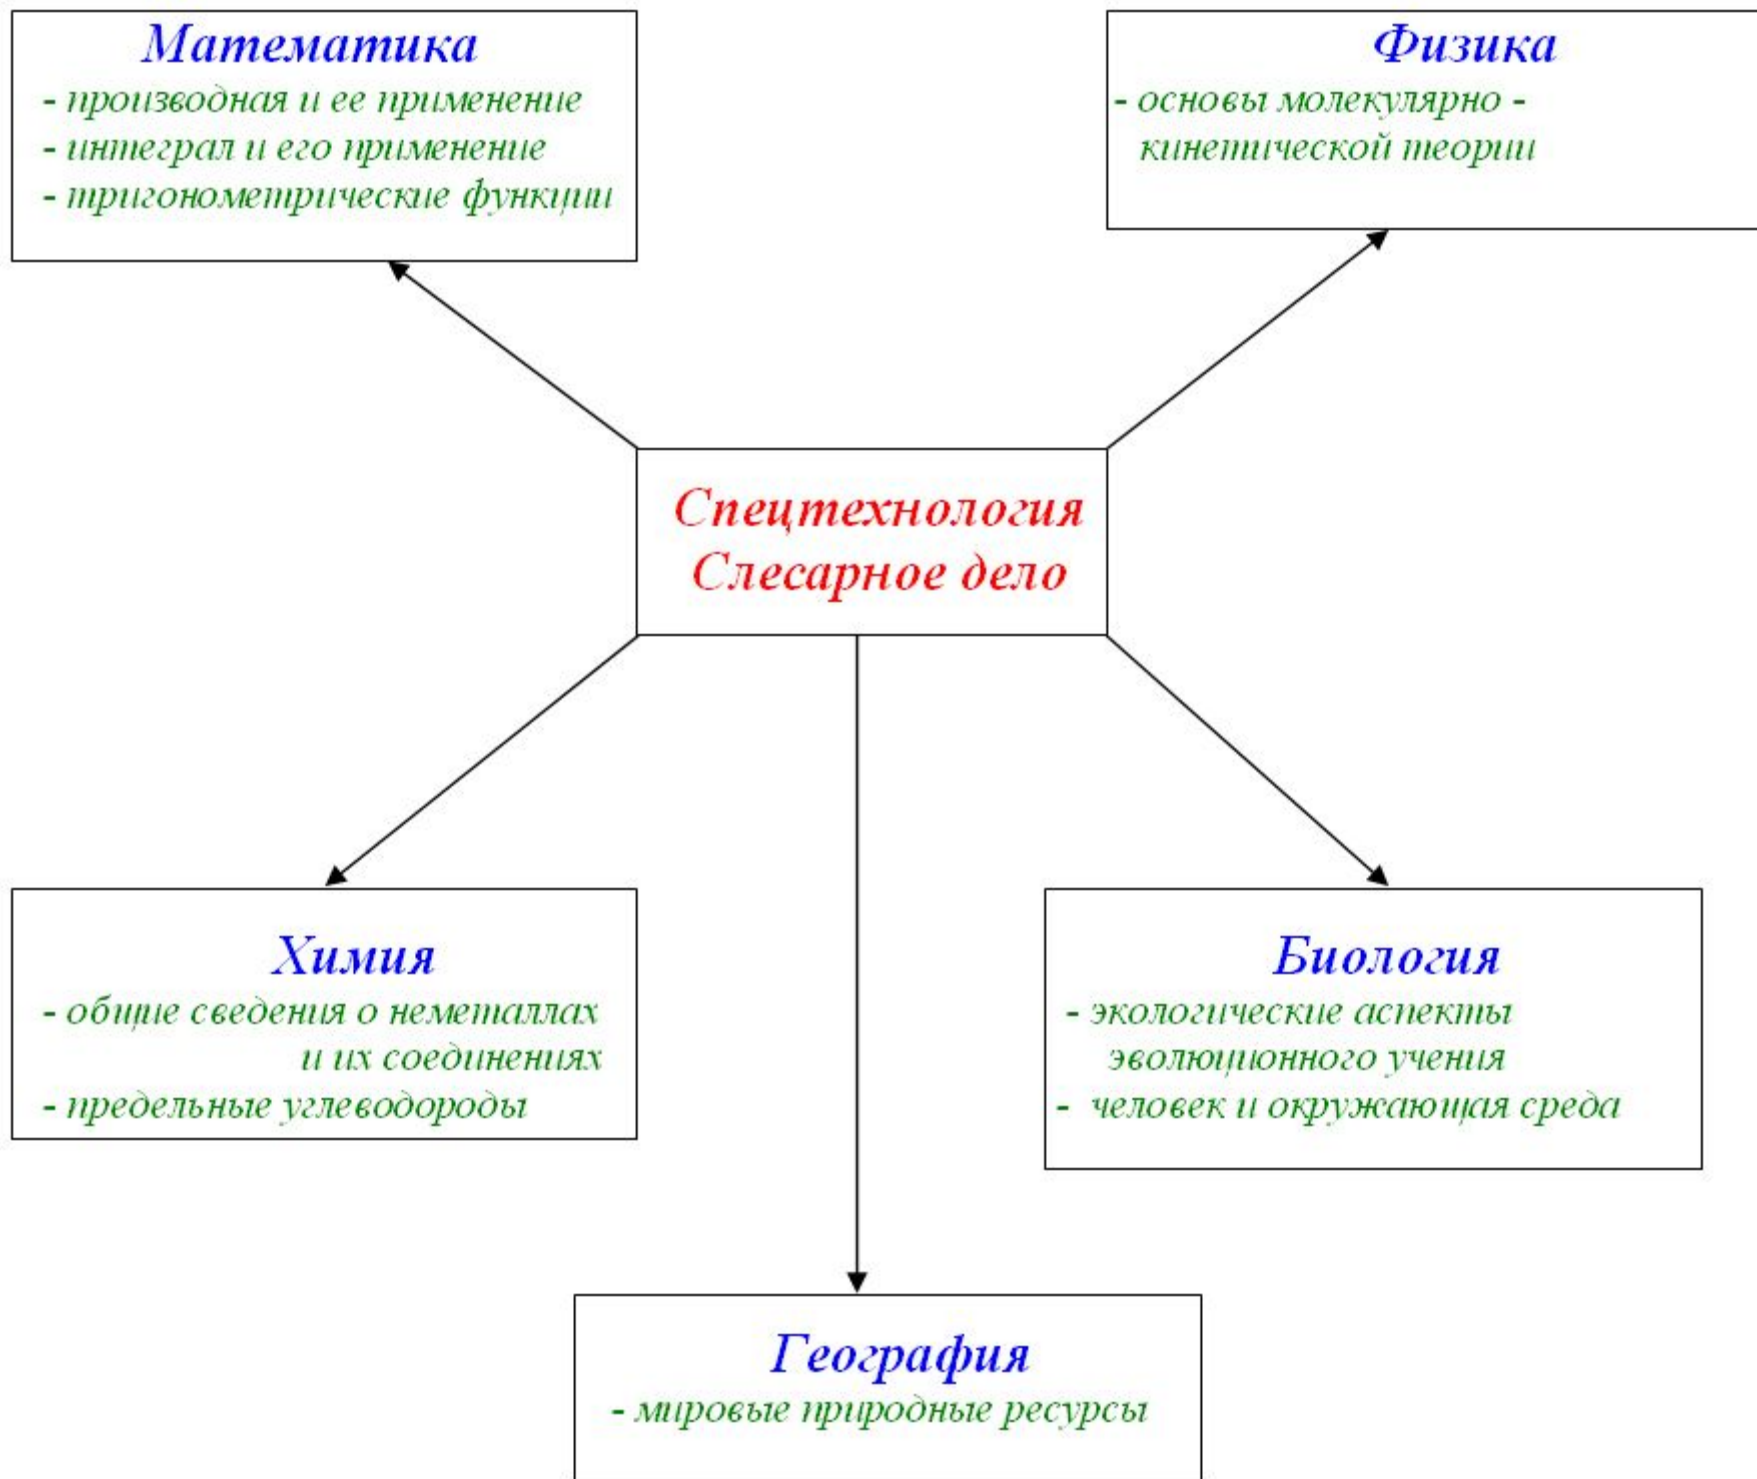 Математика
- производная и ее применение
- интеграл и его применение
- тригонометрические функции
Физика
- основы молекулярно -
кинетической теории
Спецтехнология
Слесарное дело
Химия
- общие сведения о неметаллах
и их соединениях
- предельные углеводороды
Биология
- экологические аспекты
эволюционного учения
- человек и окружающая среда
География
- мировые природные ресурсы